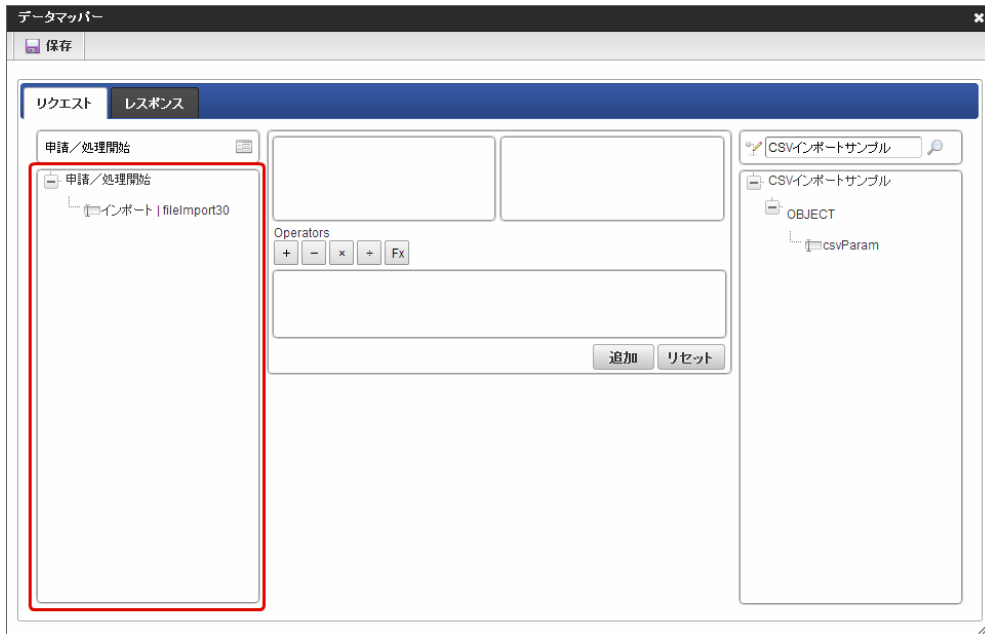 データマッパー
保存
リクエスト レスポンス
申請／処理開始
申請／処理開始
インポート | fileImport30
Operators
+ − × ÷ Fx
追加 リセット
CSVインポートサンプル
CSVインポートサンプル
OBJECT
csvParam